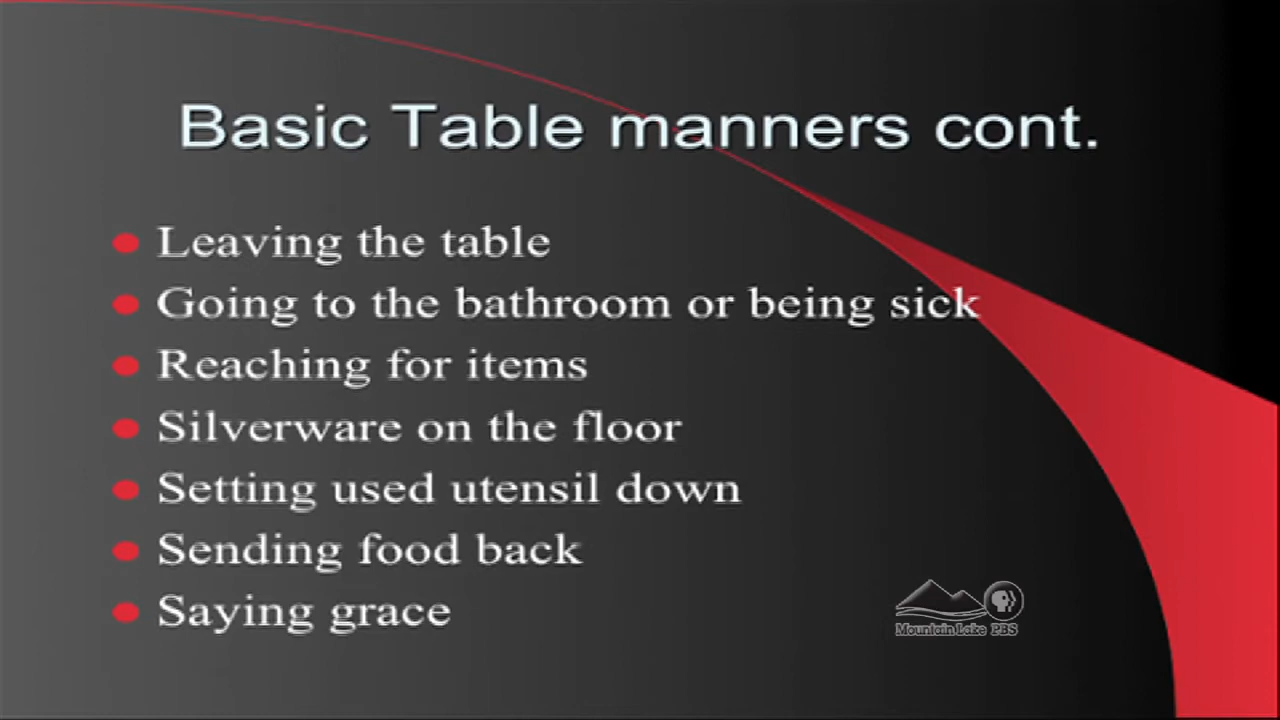 Basic Table manners cont.
Leaving the table
Going to the bathroom or being sick
Reaching for items
Silverware on the floor
Setting used utensil down
Sending food back
Saying grace
Mountain Lake PBS